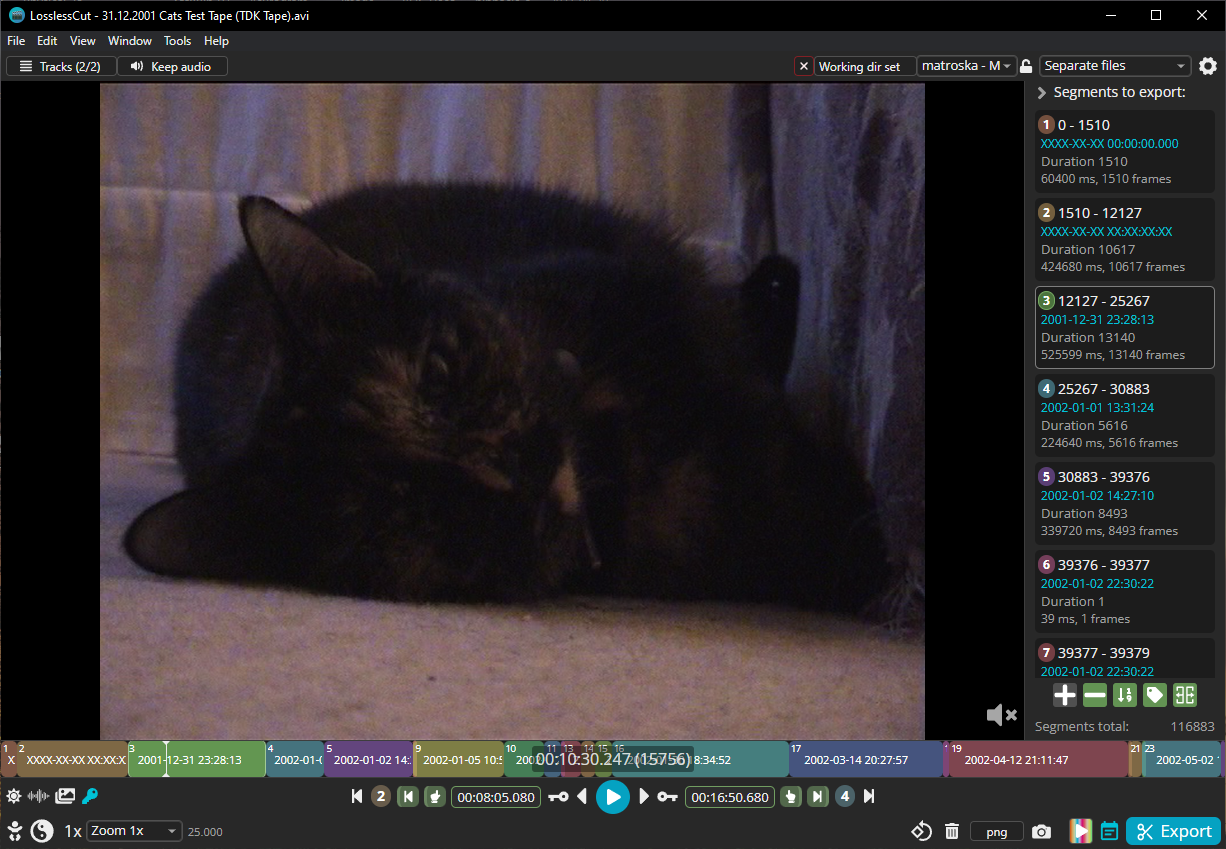 LosslessCut - 31.12.2001 Cats Test Tape (TDK Tape).avi
File Edit View Window Tools Help
Tracks (2/2) Keep audio Working dir set matroska - M Separate files
Segments to export:
1 0 - 1510
XXXX-XX-XX 00:00:00.000
Duration 1510
60400 ms, 1510 frames
2 1510 - 12127
XXXX-XX-XX XX:XX:XX:XX
Duration 10617
424680 ms, 10617 frames
3 12127 - 25267
2001-12-31 23:28:13
Duration 13140
525599 ms, 13140 frames
4 25267 - 30883
2002-01-01 13:31:24
Duration 5616
224640 ms, 5616 frames
5 30883 - 39376
2002-01-02 14:27:10
Duration 8493
339720 ms, 8493 frames
6 39376 - 39377
2002-01-02 22:30:22
Duration 1
39 ms, 1 frames
7 39377 - 39379
2002-01-02 22:30:22
Segments total: 116883
1 2 3 4 5 9 10 11 13 14 15 16 17 19 21 23
X XXXX-XX-XX XX:XX:X 2001-12-31 23:28:13 2002-01-0 2002-01-02 14: 2002-01-05 10:5 00:10:30.247 (15756) 8:34:52 2002-03-14 20:27:57 2002-04-12 21:11:47 2002-05-02
2 00:08:05.080 00:16:50.680 4
1x Zoom 1x 25.000 png Export